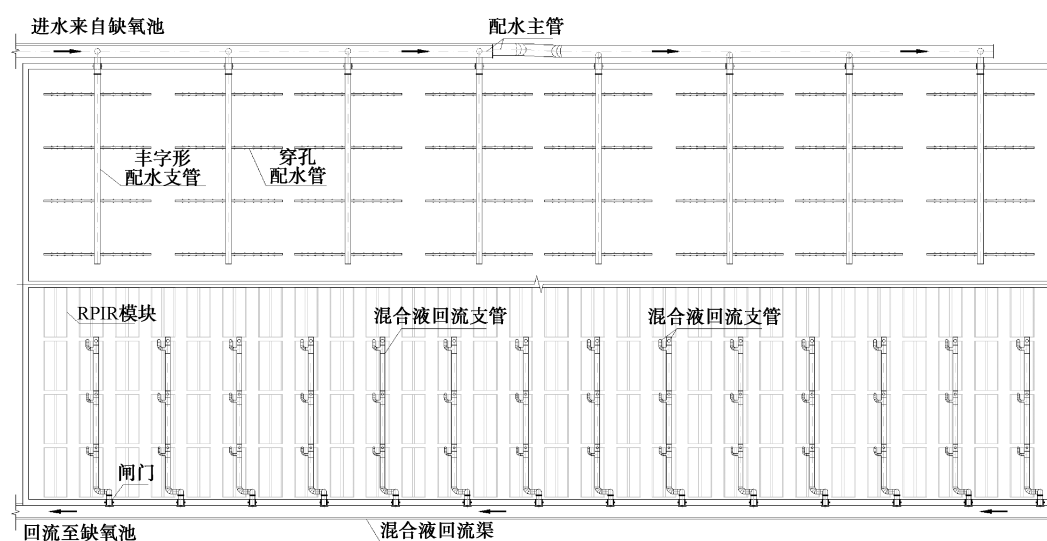 进水来自缺氧池
配水主管
丰字形
配水支管
穿孔
配水管
RPIR模块
混合液回流支管
混合液回流支管
闸门
回流至缺氧池
混合液回流渠